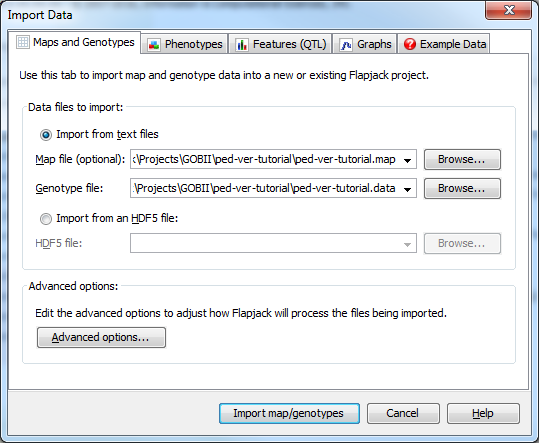 Import Data
Maps and Genotypes Phenotypes Features (QTL) Graphs Example Data
Use this tab to import map and genotype data into a new or existing Flapjack project.
Data files to import:
Import from text files
Map file (optional): :\Projects\GOBII\ped-ver-tutorial\ped-ver-tutorial.map Browse...
Genotype file: .\Projects\GOBII\ped-ver-tutorial\ped-ver-tutorial.data Browse...
Import from an HDF5 file:
HDF5 file: Browse...
Advanced options:
Edit the advanced options to adjust how Flapjack will process the files being imported.
Advanced options...
Import map/genotypes Cancel Help